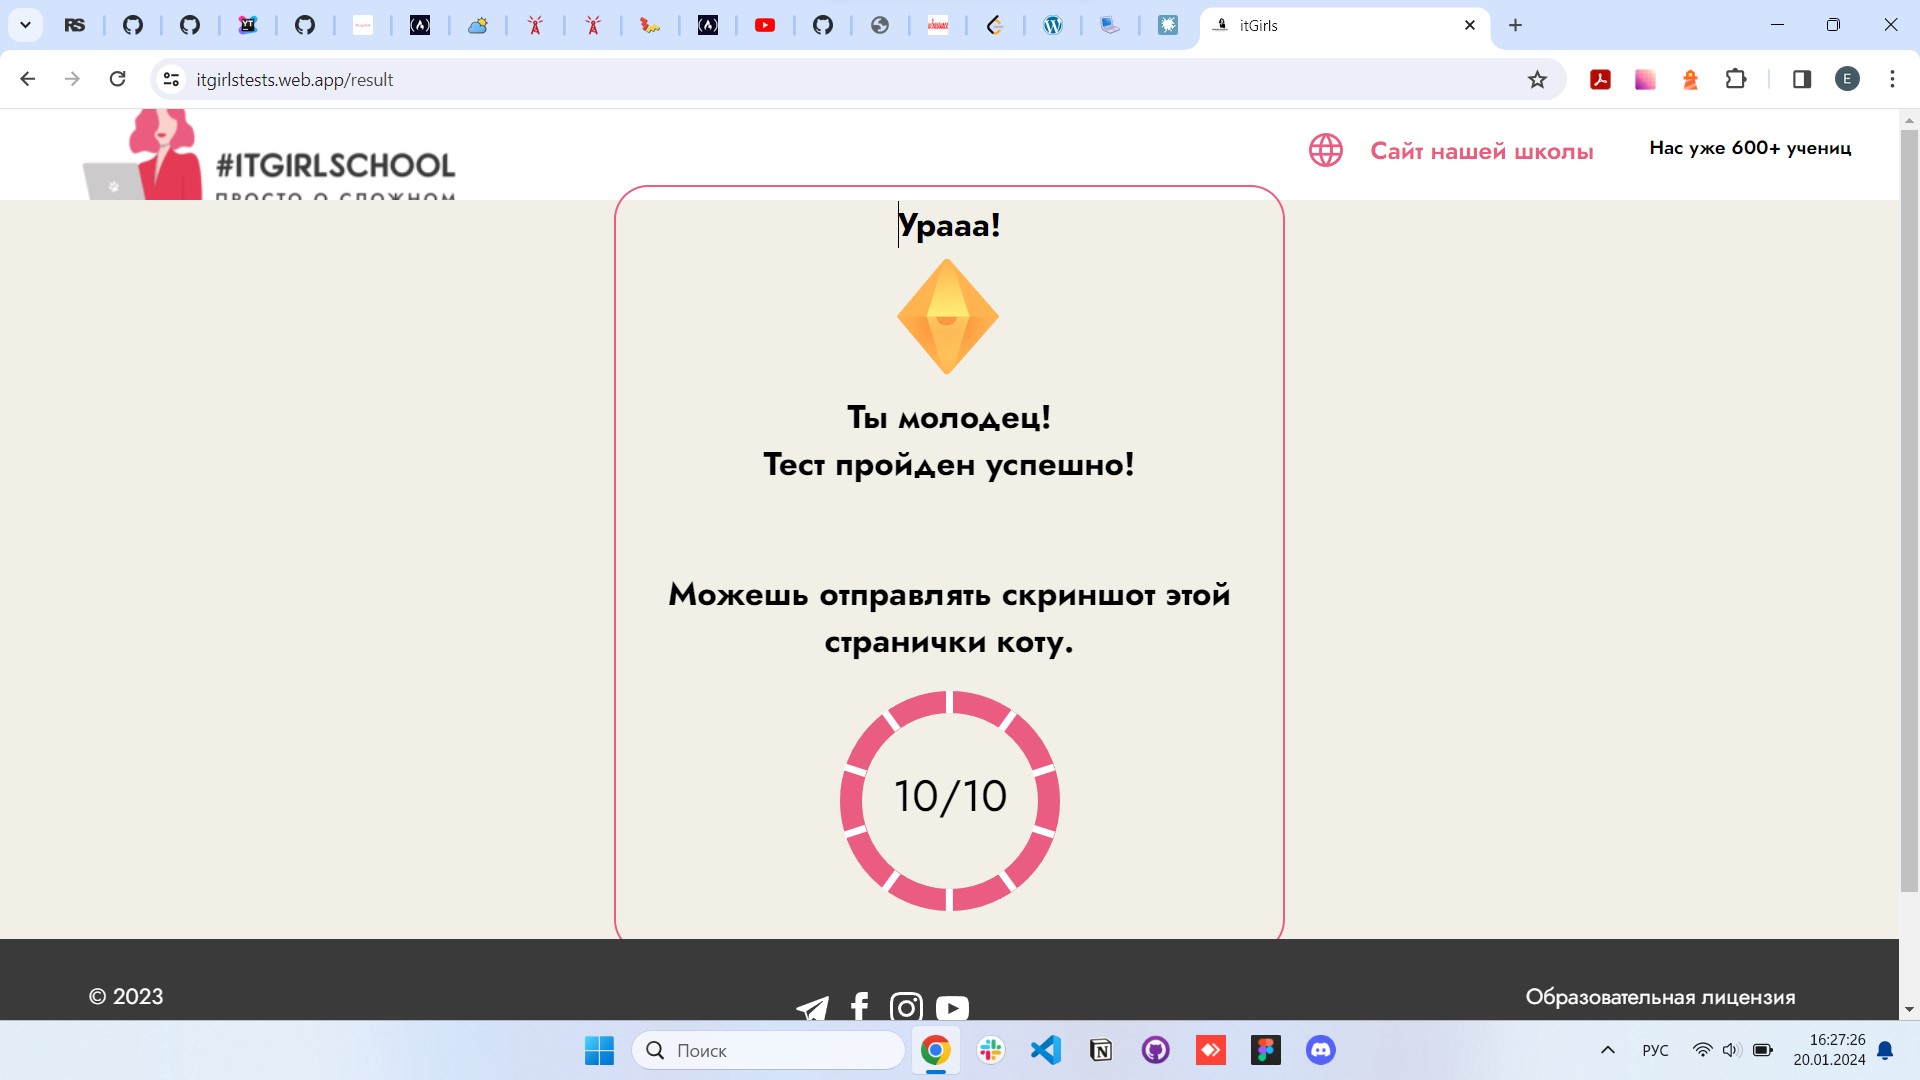 itGirls
itgirlstests.web.app/result
E
#ITGIRLSCHOOL
ПРОСТО О СЛОЖНОМ
Сайт нашей школы
Нас уже 600+ учениц
Урааа!
Ты молодец!
Тест пройден успешно!
Можешь отправлять скриншот этой
странички коту.
10/10
© 2023
Образовательная лицензия
Поиск
РУС
16:27:26
20.01.2024